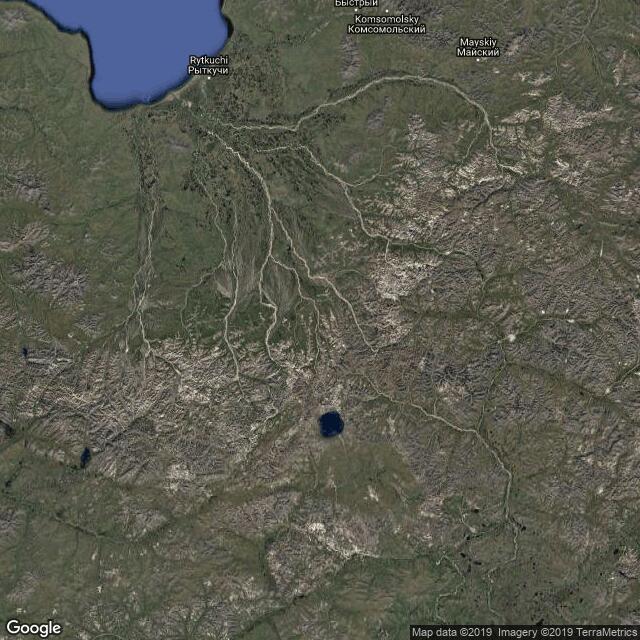 Быстрый
Komsomolsky
Комсомольский
Mayskiy
Майский
Rytkuchi
Рыткучи
Google
Map data ©2019 Imagery ©2019 TerraMetrics